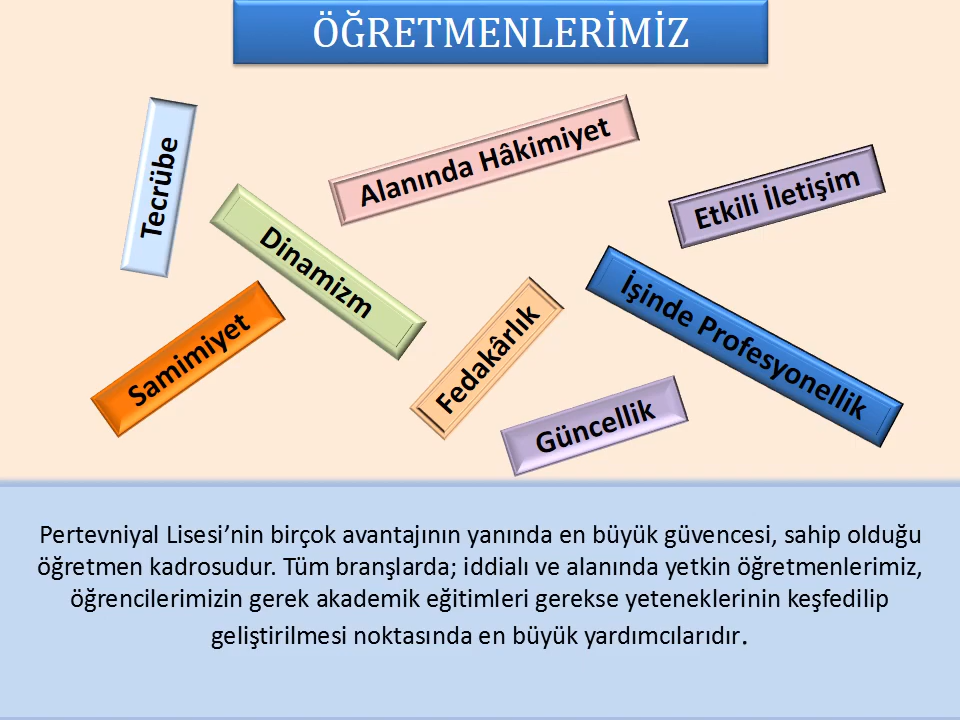 ÖĞRETMENLERİMİZ
Tecrübe
Alanında Hâkimiyet
Etkili İletişim
Dinamizm
İşinde Profesyonellik
Samimiyet
Fedakârlık
Güncellik
Pertevniyal Lisesi’nin birçok avantajının yanında en büyük güvencesi, sahip olduğu
öğretmen kadrosudur. Tüm branşlarda; iddialı ve alanında yetkin öğretmenlerimiz,
öğrencilerimizin gerek akademik eğitimleri gerekse yeteneklerinin keşfedilip
geliştirilmesi noktasında en büyük yardımcılarıdır.